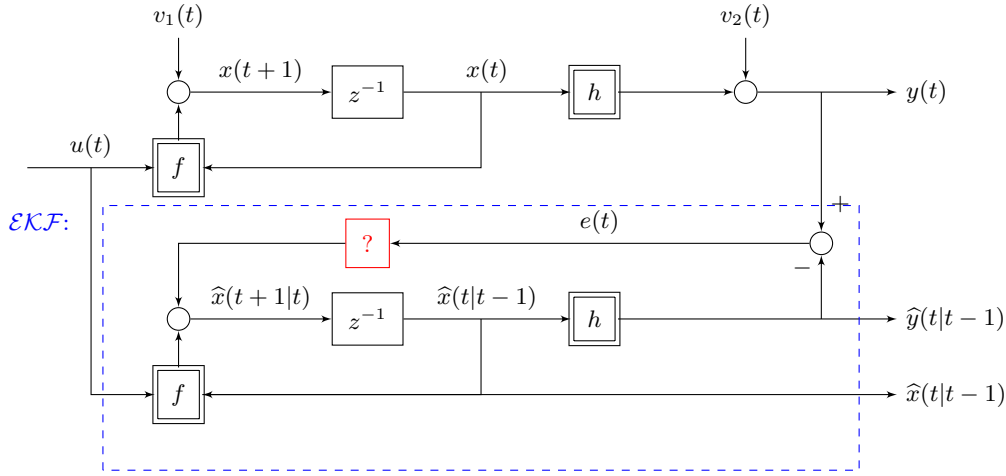 v₁(t) v₂(t)
x(t + 1) z⁻¹ x(t) h y(t)
u(t) f
ℰ𝒦ℱ: +
? e(t)
−
x̂(t + 1|t) z⁻¹ x̂(t|t−1) h ŷ(t|t−1)
f x̂(t|t−1)